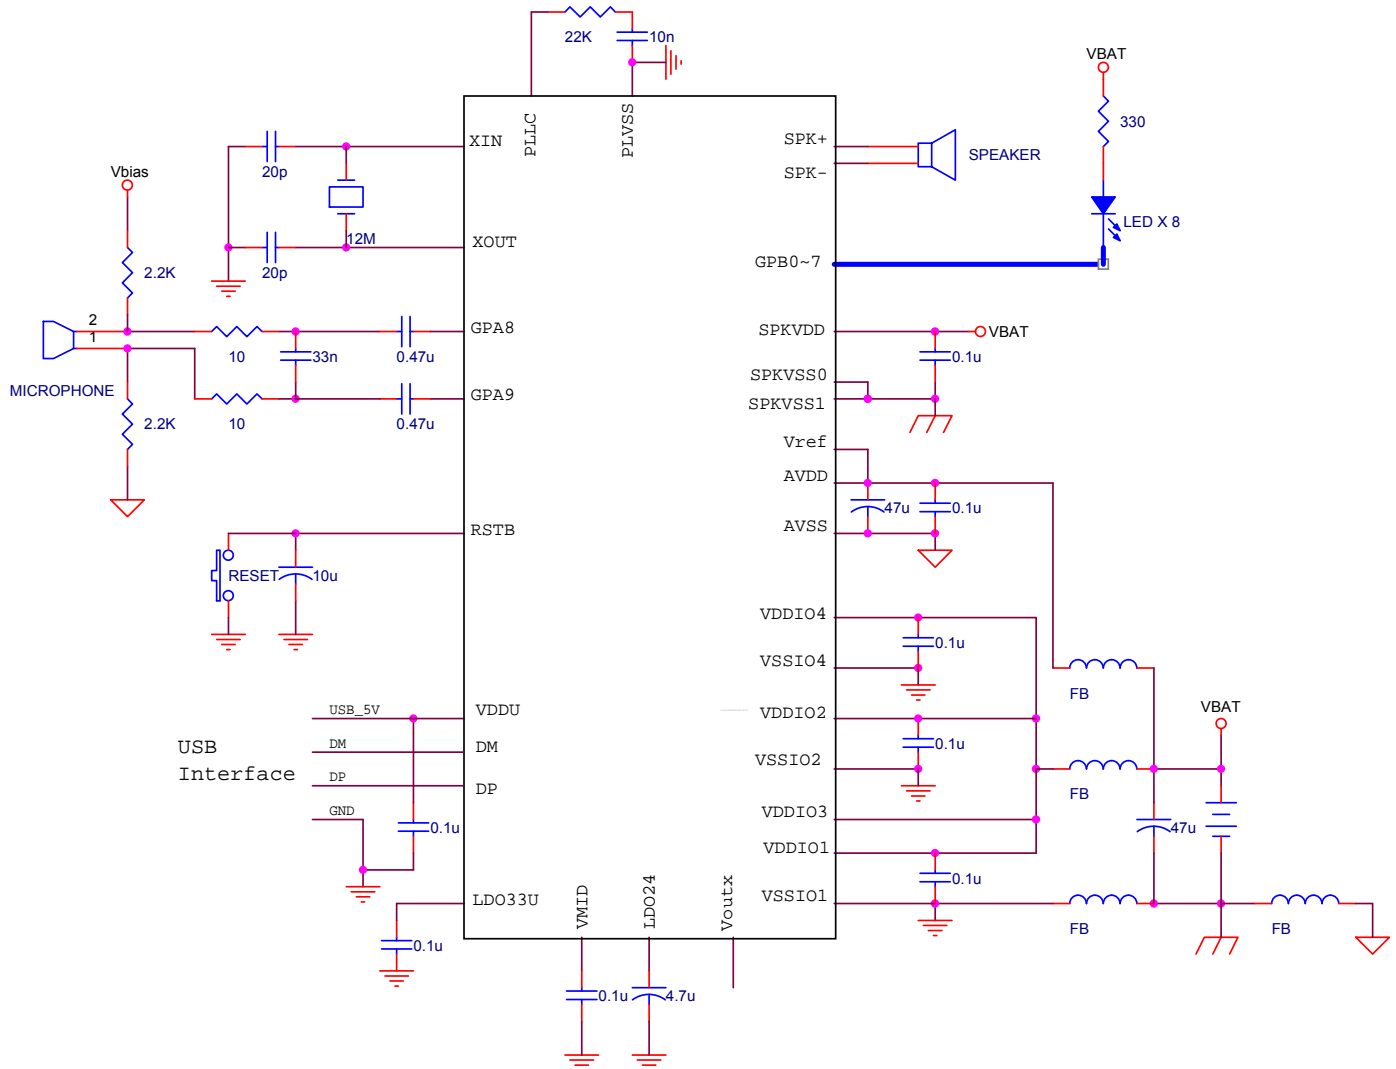 22K
10n
VBAT
PLLC
PLVSS
330
XIN
SPK+
SPEAKER
20p
SPK-
Vbias
LED X 8
12M
XOUT
20p
GPB0~7
2.2K
2
1
GPA8
SPKVDD
VBAT
10
33n
0.47u
0.1u
MICROPHONE
SPKVSS0
GPA9
SPKVSS1
2.2K
10
0.47u
Vref
AVDD
47u
0.1u
RSTB
AVSS
RESET
10u
VDDIO4
0.1u
VSSIO4
FB
USB_5V
VDDU
VDDIO2
VBAT
USB
Interface
DM
DM
0.1u
VSSIO2
DP
DP
FB
GND
VDDIO3
0.1u
47u
VDDIO1
0.1u
LDO33U
VMID
LDO24
Voutx
VSSIO1
FB
FB
0.1u
0.1u
4.7u